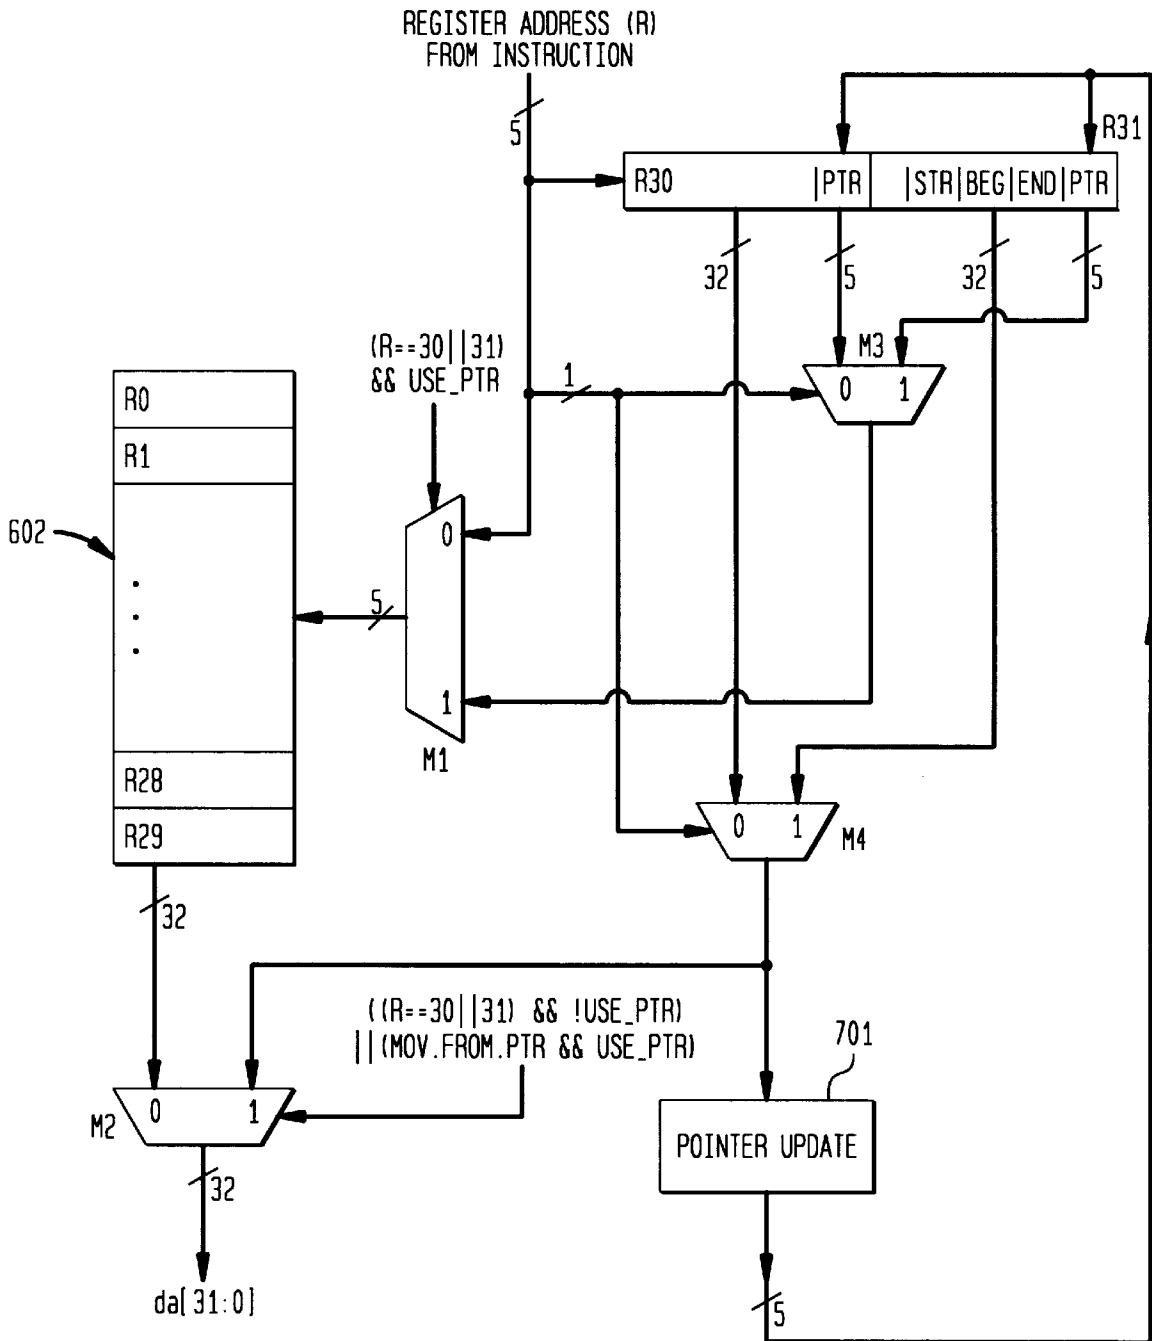 REGISTER ADDRESS (R)
FROM INSTRUCTION
5
R31
R30
|PTR
|STR|BEG|END|PTR
32
5
32
5
(R==30||31)
&& USE_PTR
1
M3
0
1
R0
R1
602
0
5
1
M1
R28
R29
0
1
M4
32
((R==30||31) && !USE_PTR)
||(MOV.FROM.PTR && USE_PTR)
701
M2
0
1
POINTER UPDATE
32
da[31:0]
5